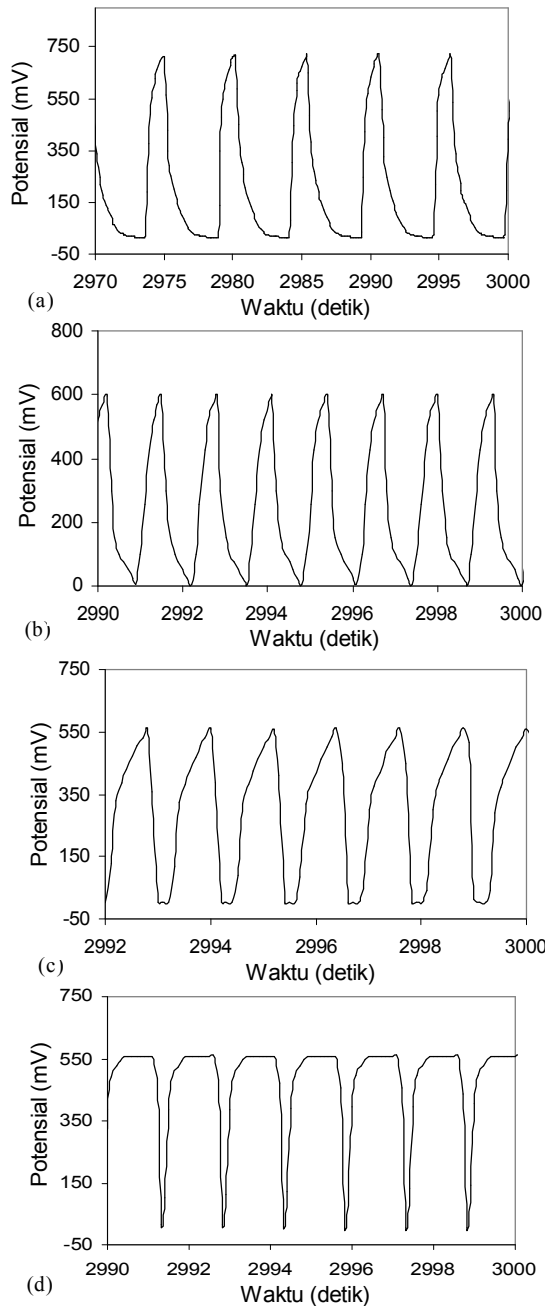 Potensial (mV)
750
550
350
150
-50
2970 2975 2980 2985 2990 2995 3000
(a)
Waktu (detik)
Potensial (mV)
800
600
400
200
0
2990 2992 2994 2996 2998 3000
(b)
Waktu (detik)
Potensial (mV)
750
550
350
150
-50
2992 2994 2996 2998 3000
(c)
Waktu (detik)
Potensial (mV)
750
550
350
150
-50
2990 2992 2994 2996 2998 3000
(d)
Waktu (detik)